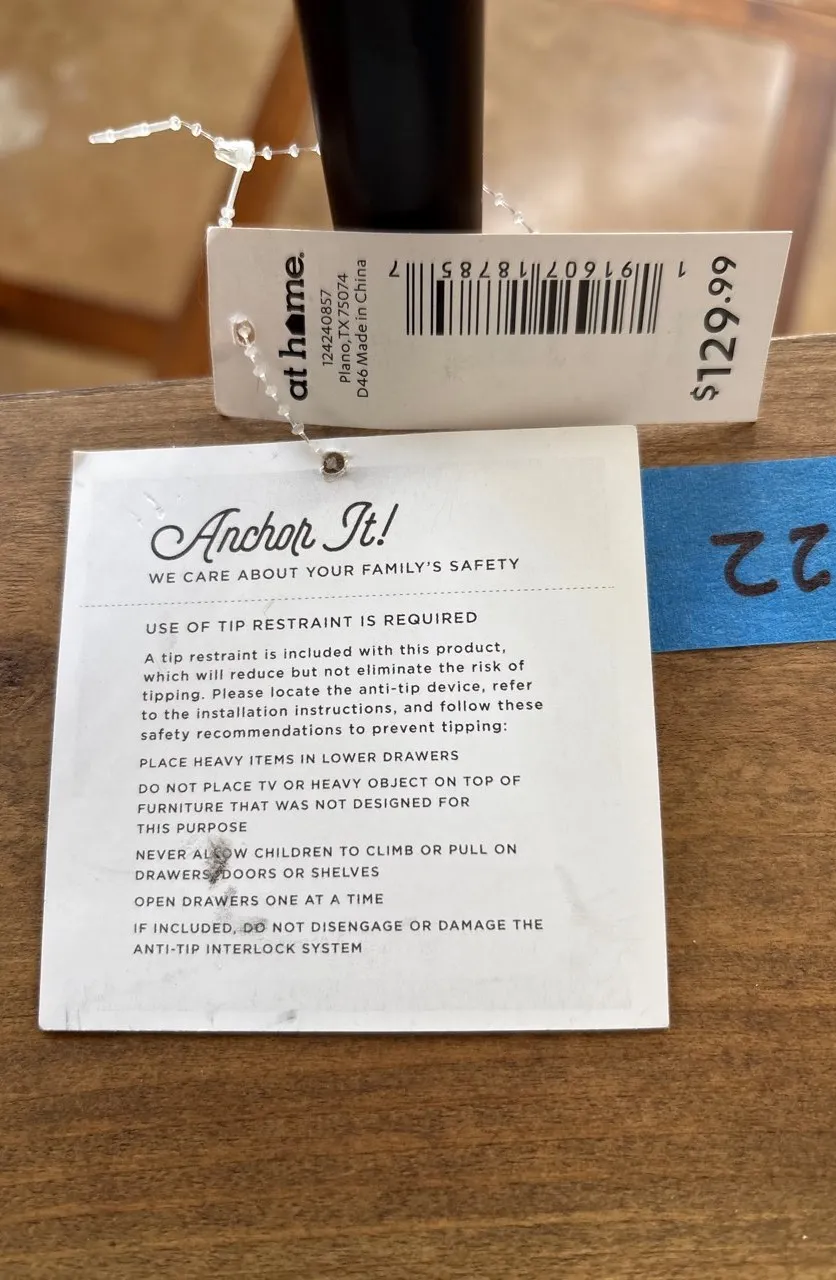 at home.
124240857
Plano,TX 75074
D46 Made in China
1 91607 18785 7
$129.99
Anchor It!
WE CARE ABOUT YOUR FAMILY'S SAFETY
USE OF TIP RESTRAINT IS REQUIRED
A tip restraint is included with this product,
which will reduce but not eliminate the risk of
tipping. Please locate the anti-tip device, refer
to the installation instructions, and follow these
safety recommendations to prevent tipping:
PLACE HEAVY ITEMS IN LOWER DRAWERS
DO NOT PLACE TV OR HEAVY OBJECT ON TOP OF
FURNITURE THAT WAS NOT DESIGNED FOR
THIS PURPOSE
NEVER ALLOW CHILDREN TO CLIMB OR PULL ON
DRAWERS, DOORS OR SHELVES
OPEN DRAWERS ONE AT A TIME
IF INCLUDED, DO NOT DISENGAGE OR DAMAGE THE
ANTI-TIP INTERLOCK SYSTEM
22